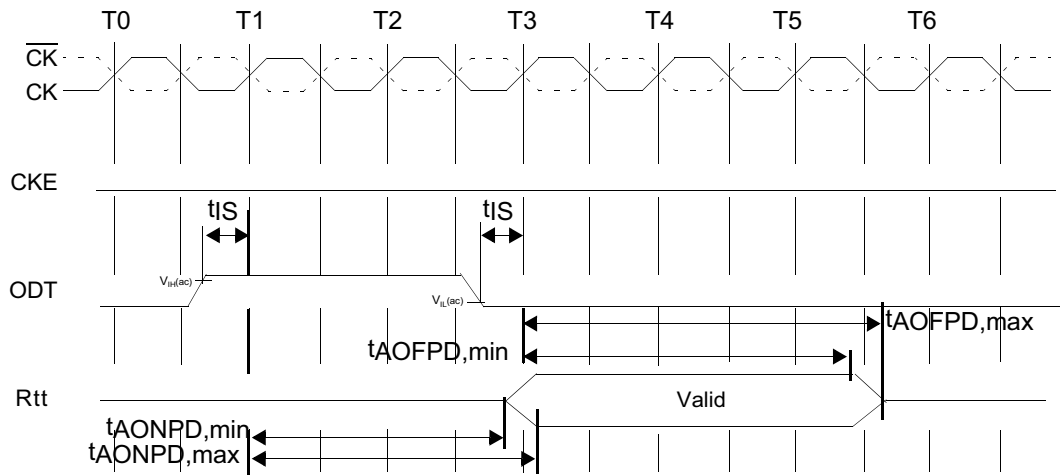 T0 T1 T2 T3 T4 T5 T6
CK
CK
CKE
tIS
tIS
VIH(ac)
ODT
VIL(ac)
tAOFPD,max
tAOFPD,min
Rtt
Valid
tAONPD,min
tAONPD,max